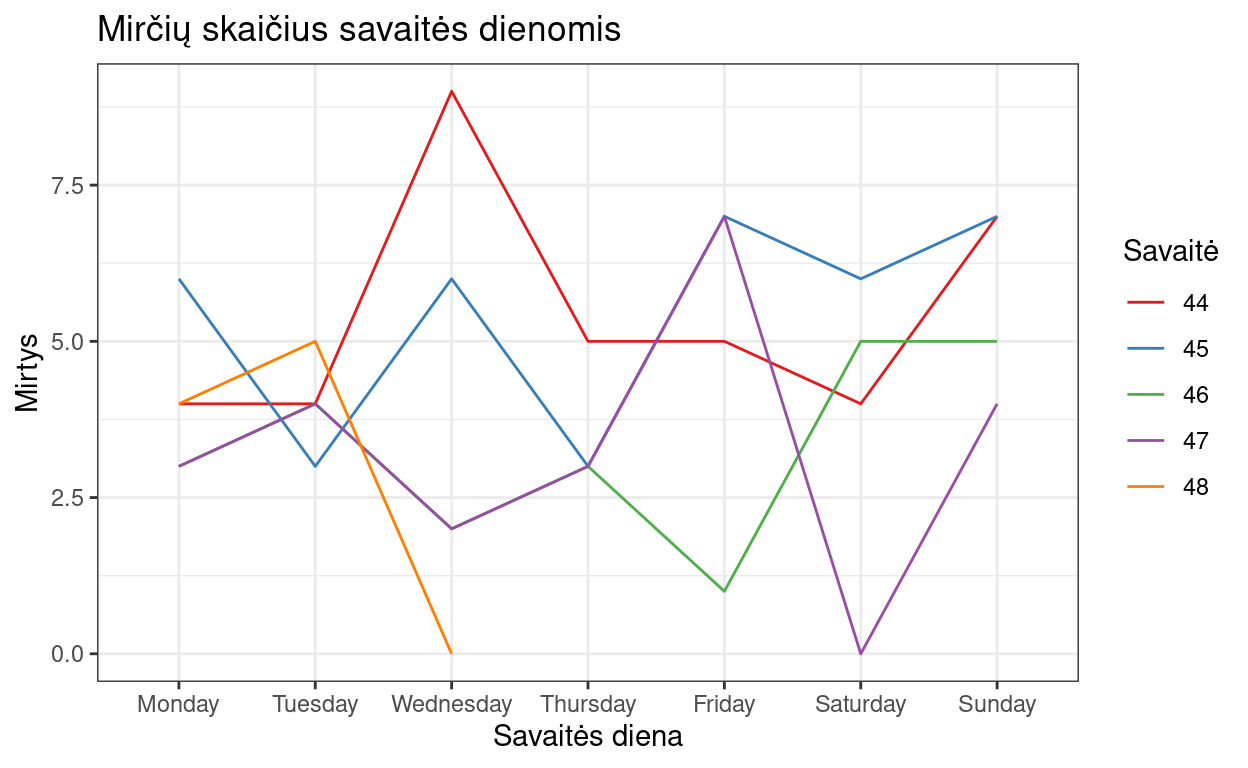 Mirčių skaičius savaitės dienomis
Mirtys
7.5
5.0
2.5
0.0
Monday Tuesday Wednesday Thursday Friday Saturday Sunday
Savaitės diena
Savaitė
44
45
46
47
48